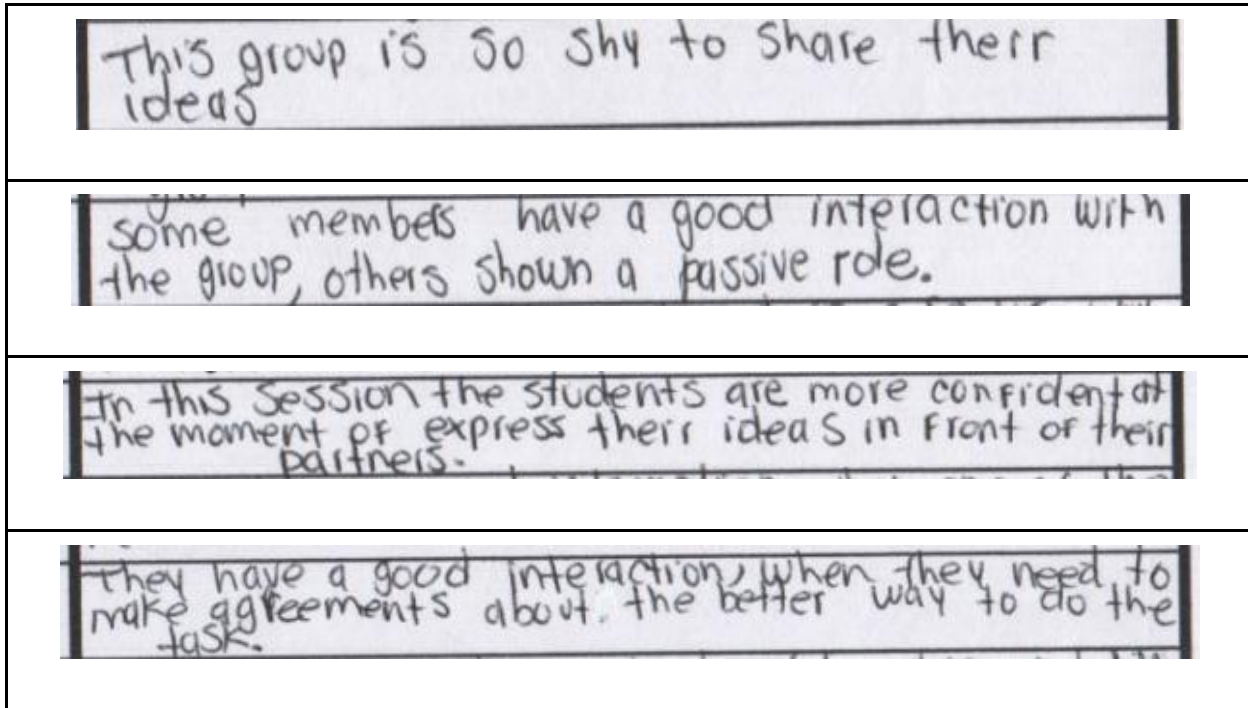 This group is so shy to share their
ideas
some members have a good interaction with
the group, others shown a passive role.
In this session the students are more confident at
the moment of express their ideas in front of their
partners.
They have a good interaction, when they need to
make agreements about. the better way to do the
task.